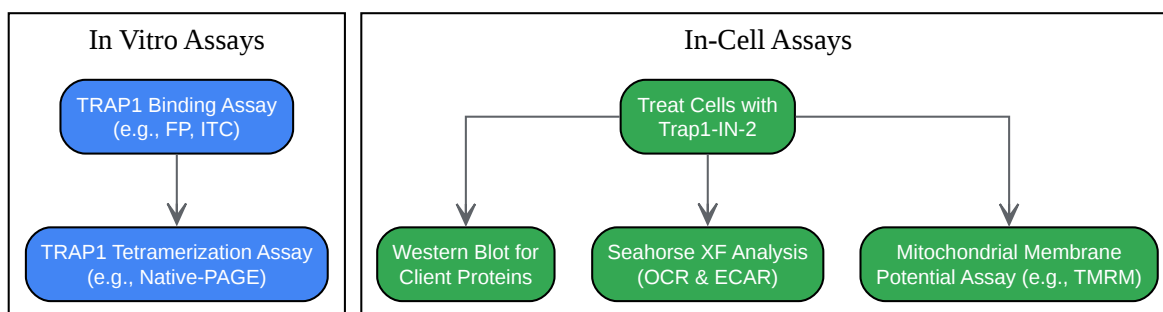 In Vitro Assays
TRAP1 Binding Assay
(e.g., FP, ITC)
TRAP1 Tetramerization Assay
(e.g., Native-PAGE)
In-Cell Assays
Treat Cells with
Trap1-IN-2
Western Blot for
Client Proteins
Seahorse XF Analysis
(OCR & ECAR)
Mitochondrial Membrane
Potential Assay (e.g., TMRM)